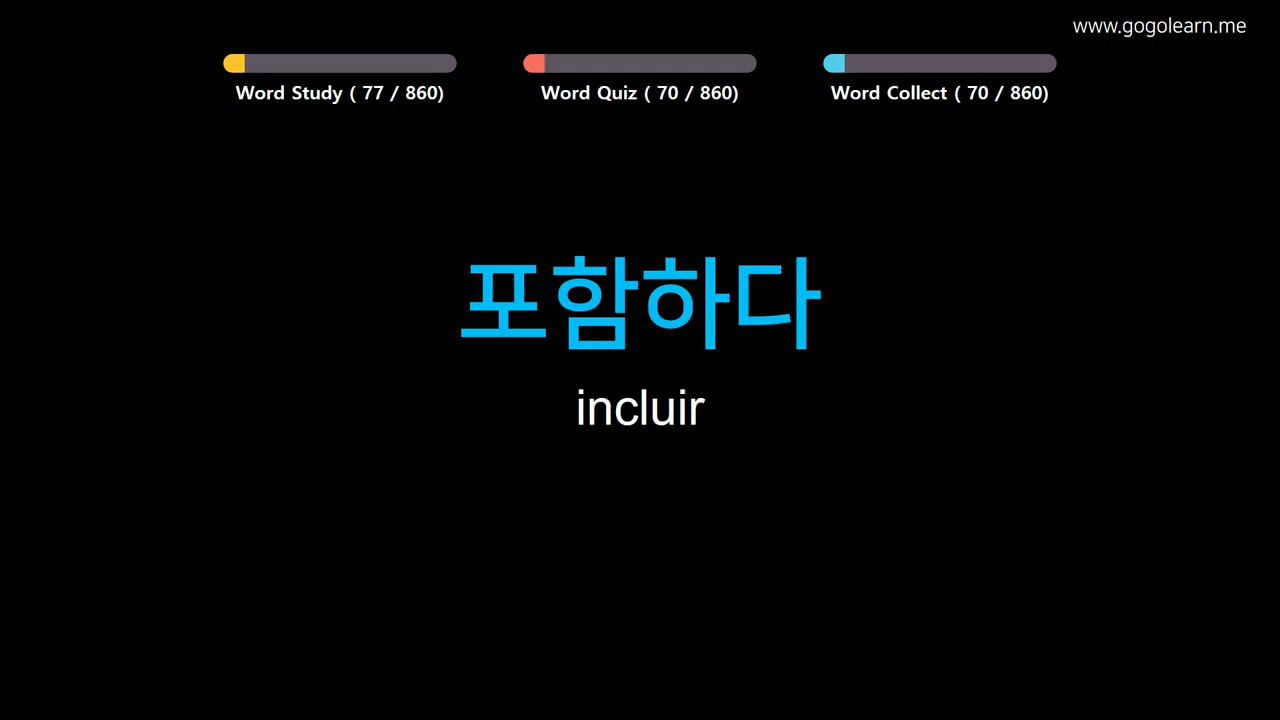 www.gogolearn.me
Word Study ( 77 / 860)
Word Quiz ( 70 / 860)
Word Collect ( 70 / 860)
포함하다
incluir